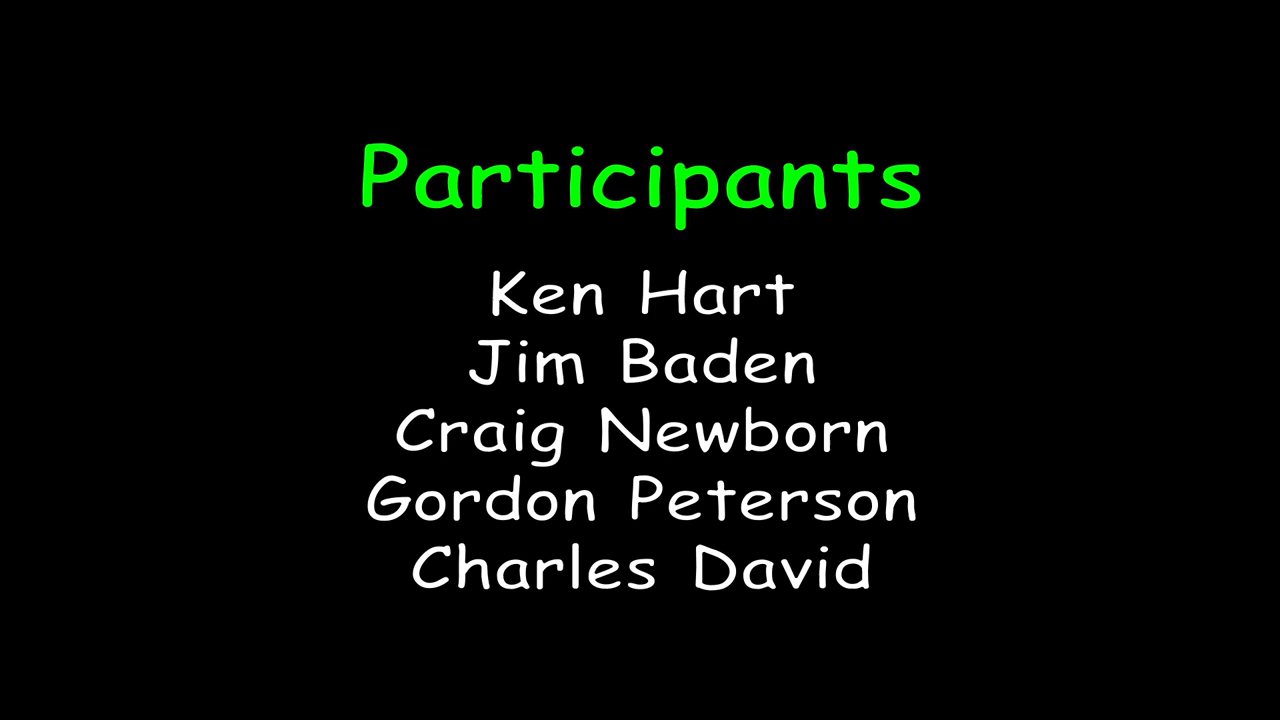 Participants
Ken Hart
Jim Baden
Craig Newborn
Gordon Peterson
Charles David